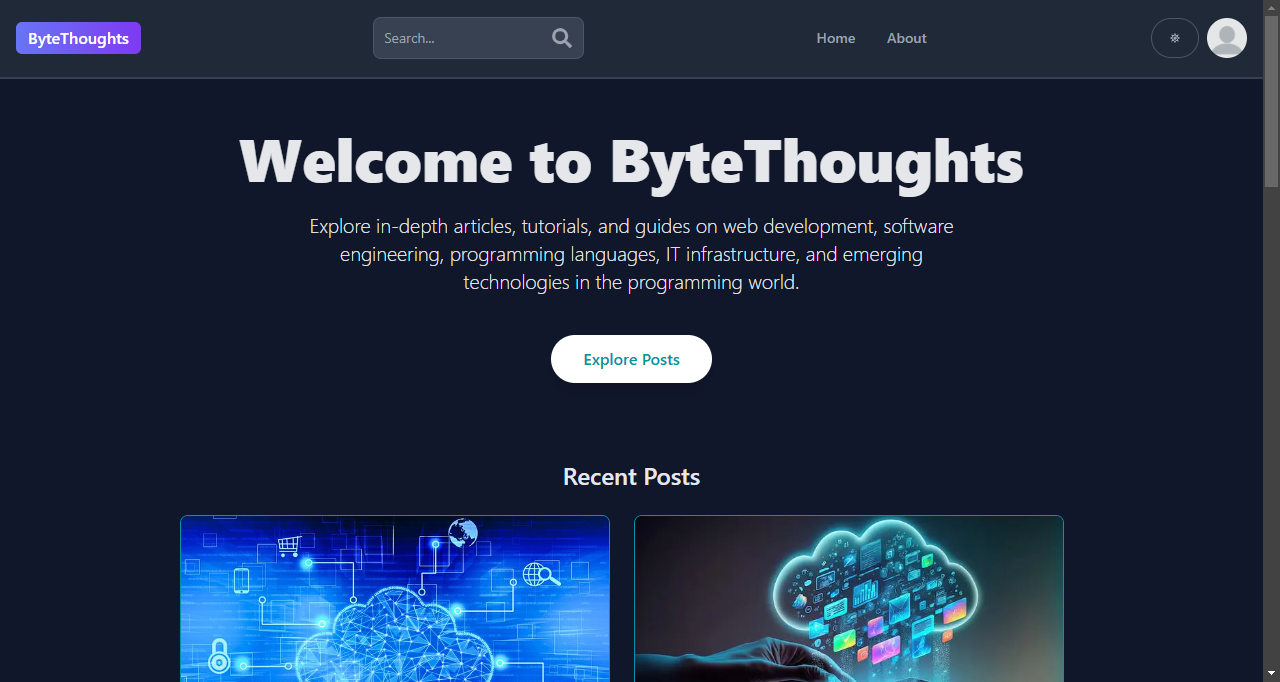 ByteThoughts
Search...
Home
About
Welcome to ByteThoughts
Explore in-depth articles, tutorials, and guides on web development, software
engineering, programming languages, IT infrastructure, and emerging
technologies in the programming world.
Explore Posts
Recent Posts